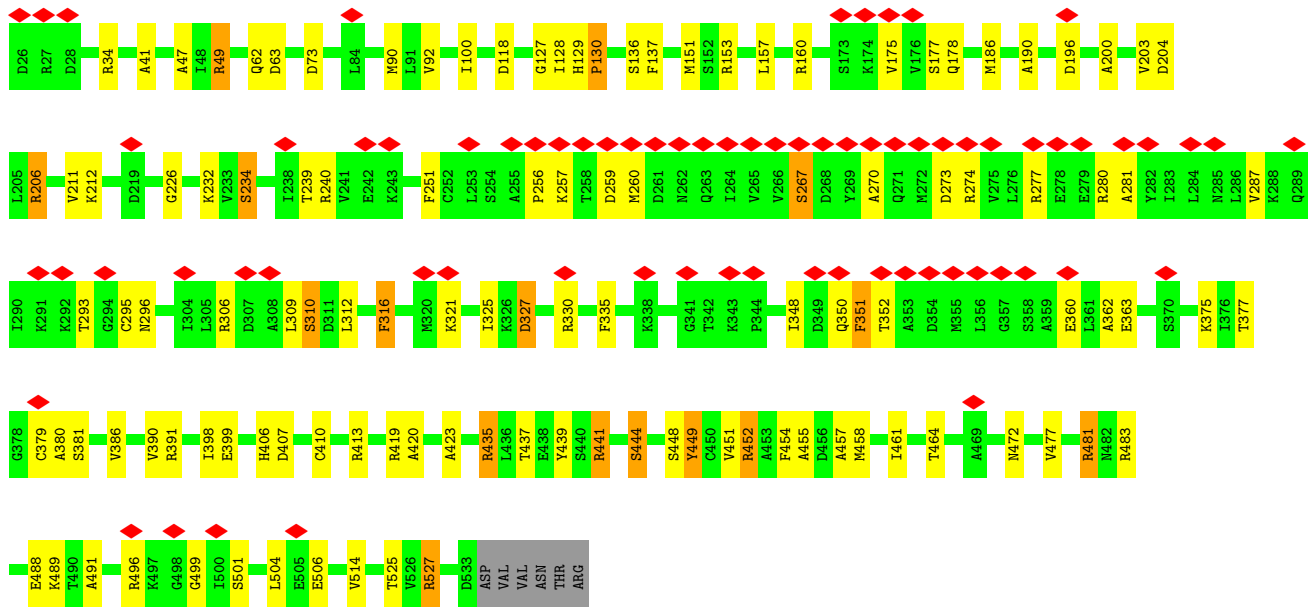 D26 R27 D28 R34 A41 A47 I48 R49 Q62 D63 D73 L84 M90 L91 V92 I100 D118 G127 I128 H129 P130 S136 F137 M151 S152 R153 L157 R160 S173 K174 V175 V176 S177 Q178 M186 A190 D196 A200 V203 D204
L205 R206 V211 K212 D219 G226 K232 V233 S234 I238 T239 R240 V241 E242 K243 F251 C252 L253 S254 A255 P256 K257 T258 D259 M260 D261 N262 Q263 I264 V265 V266 S267 D268 Y269 A270 Q271 M272 D273 R274 V275 L276 R277 E278 E279 R280 A281 Y282 I283 L284 N285 L286 V287 K288 Q289
I290 K291 K292 T293 G294 C295 N296 I304 L305 R306 D307 A308 L309 S310 D311 L312 F316 M320 K321 I325 K326 D327 R330 F335 K338 G341 T342 K343 P344 I348 D349 Q350 F351 T352 A353 D354 M355 L356 G357 S358 A359 E360 L361 A362 E363 S370 K375 I376 T377
G378 C379 A380 S381 V386 V390 R391 I398 E399 H406 D407 C410 R413 R419 A420 A423 R435 L436 T437 E438 Y439 S440 R441 S444 S448 Y449 C450 V451 R452 A453 F454 A455 D456 A457 M458 I461 T464 A469 N472 V477 R481 N482 R483
E488 K489 T490 A491 R496 K497 G498 G499 I500 S501 L504 E505 E506 V514 T525 V526 R527 D533 ASP VAL VAL ASN THR ARG